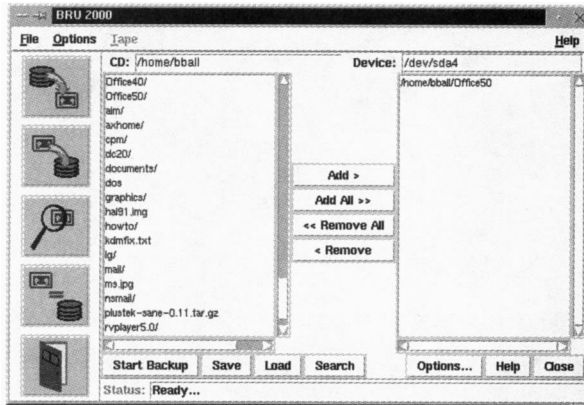 BRU 2000
File Options Tape Help
CD: /home/bball Device: /dev/sda4
Office40/
Office50/
aim/
axhome/
cpm/
dc20/
documents/
dos
graphics/
hal91.img
howto/
kdmfix.txt
lg/
mail/
ms.jpg
nsmail/
plustek-sane-0.11.tar.gz
rvplayer5.0/
/home/bball/Office50
Add >
Add All >>
<< Remove All
< Remove
Start Backup Save Load Search Options... Help Close
Status: Ready...